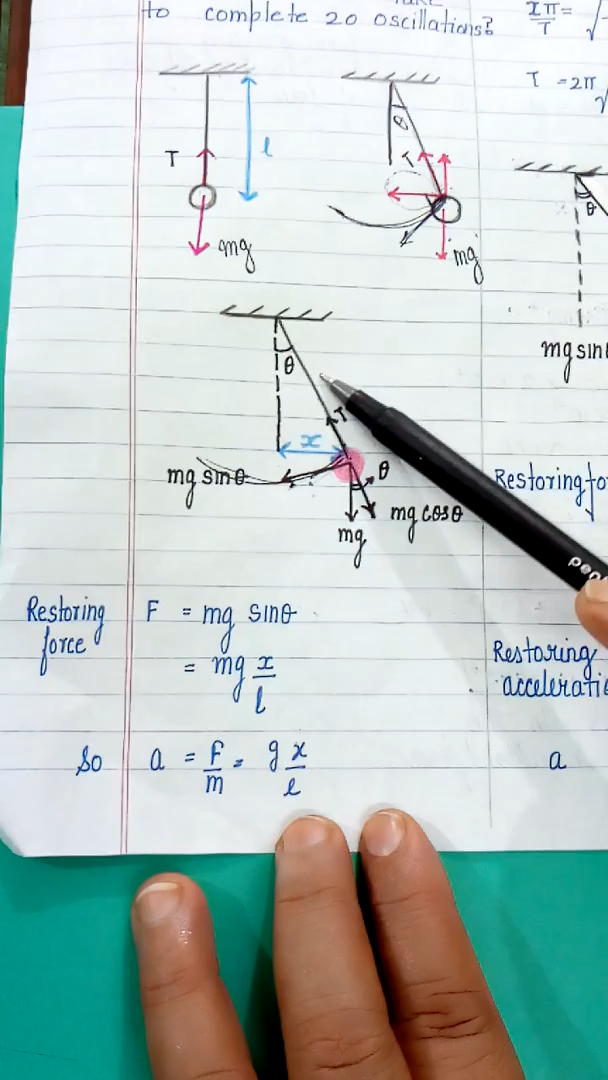 to complete 20 oscillations?
T
l
mg
θ
T
mg
θ
T
x
mg sinθ
θ
mg cosθ
mg
Restoring force
F = mg sinθ
= mg x/l
So a = F/m = g x/l
T = 2π √
θ
mg sin
Restoring fo
Restoring
accelerati
a
pen